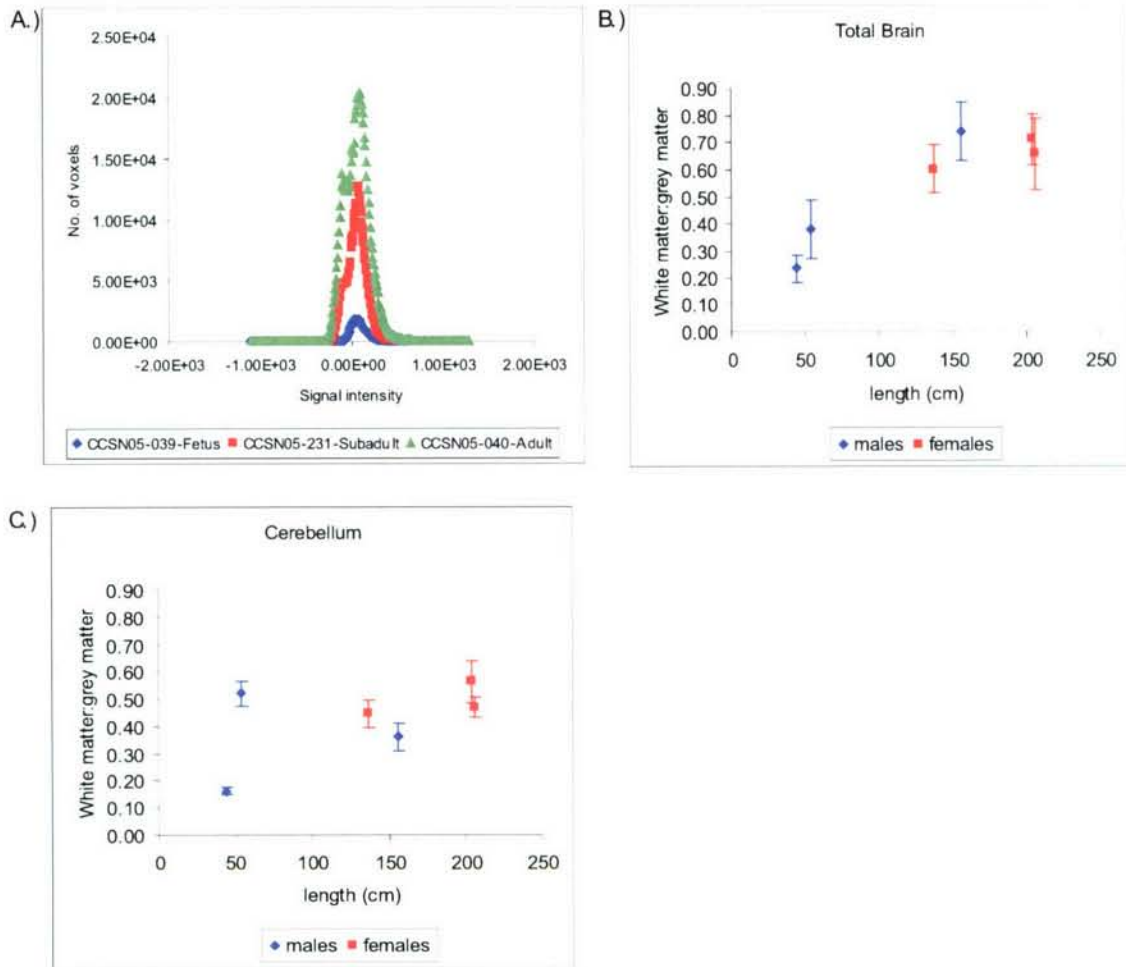 A.)
2.50E+04
2.00E+04
1.50E+04
1.00E+04
5.00E+03
0.00E+00
No. of voxels
-2.00E+03 -1.00E+03 0.00E+00 1.00E+03 2.00E+03
Signal intensity
CCSN05-039-Fetus CCSN05-231-Subadult CCSN05-040-Adult
B.)
Total Brain
0.90
0.80
0.70
0.60
0.50
0.40
0.30
0.20
0.10
0.00
White matter:grey matter
0 50 100 150 200 250
length (cm)
males females
C.)
Cerebellum
0.90
0.80
0.70
0.60
0.50
0.40
0.30
0.20
0.10
0.00
White matter:grey matter
0 50 100 150 200 250
length (cm)
males females